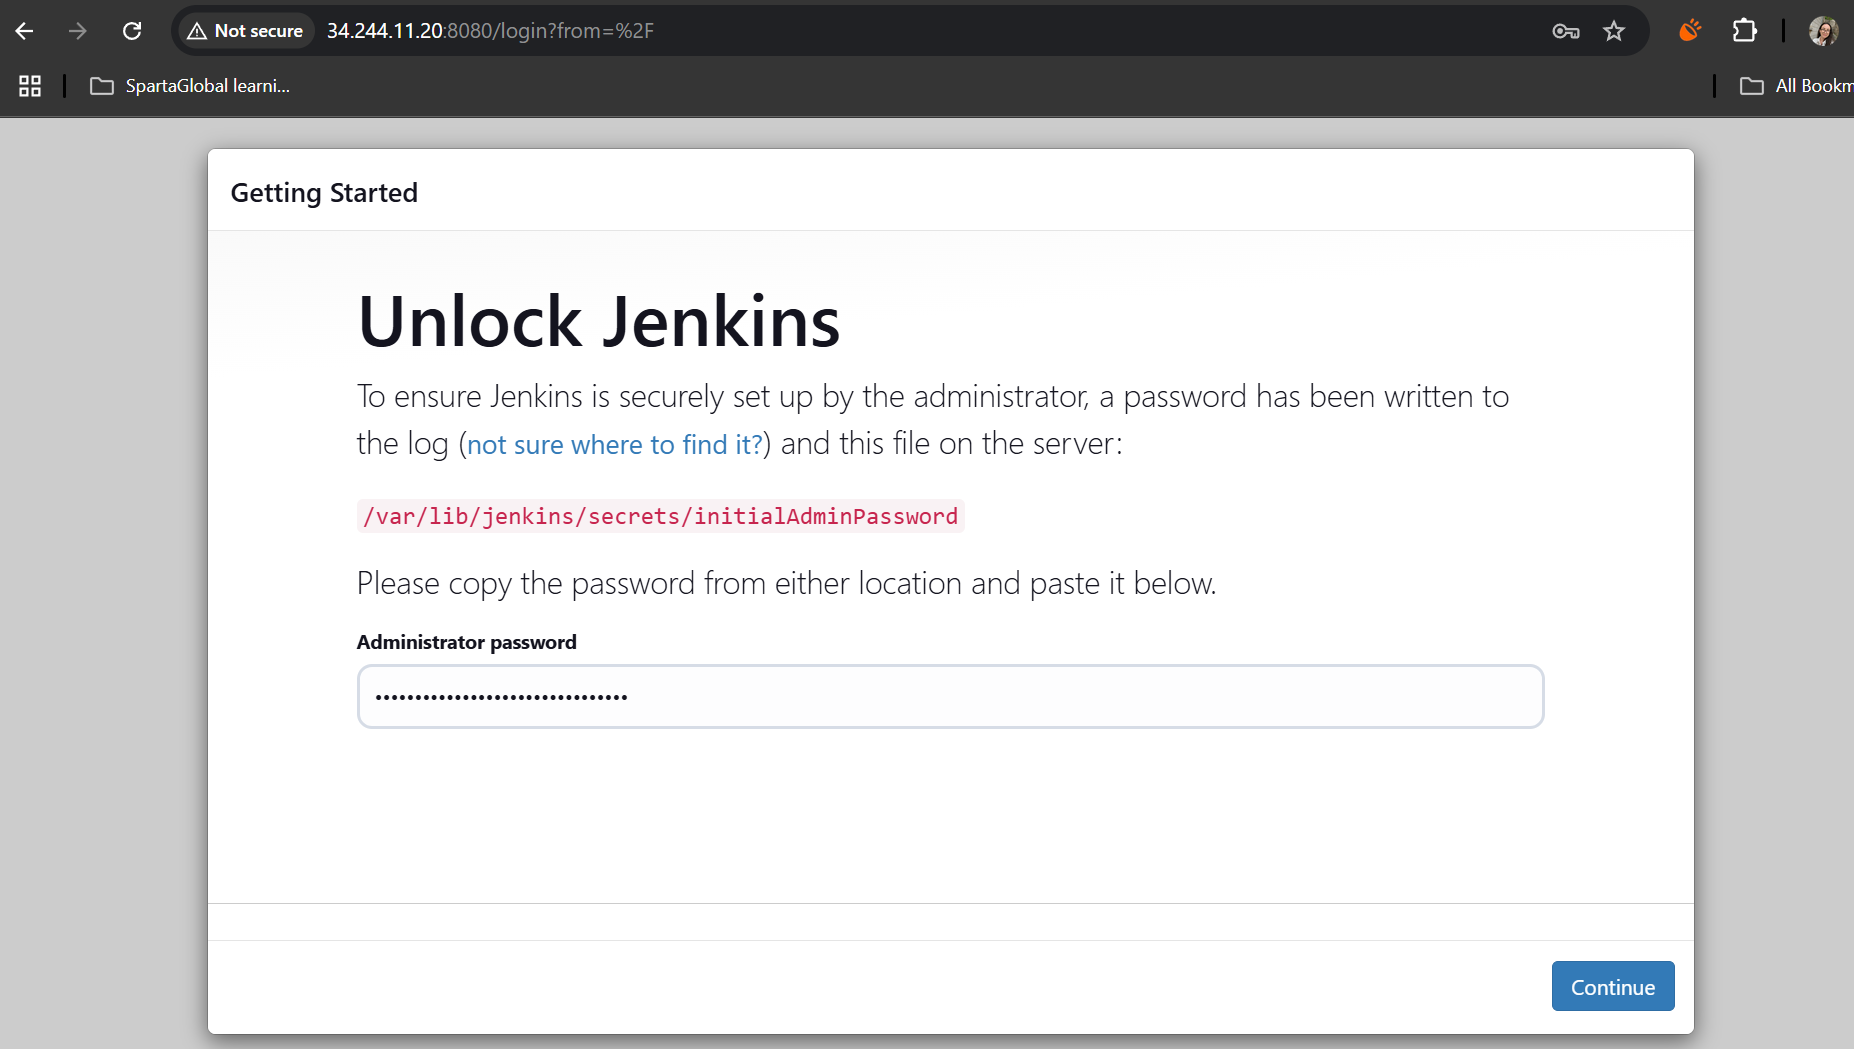 Not secure
34.244.11.20:8080/login?from=%2F
SpartaGlobal learni...
All Bookm
Getting Started
Unlock Jenkins
To ensure Jenkins is securely set up by the administrator, a password has been written to
the log (not sure where to find it?) and this file on the server:
/var/lib/jenkins/secrets/initialAdminPassword
Please copy the password from either location and paste it below.
Administrator password
••••••••••••••••••••••••••••••••
Continue